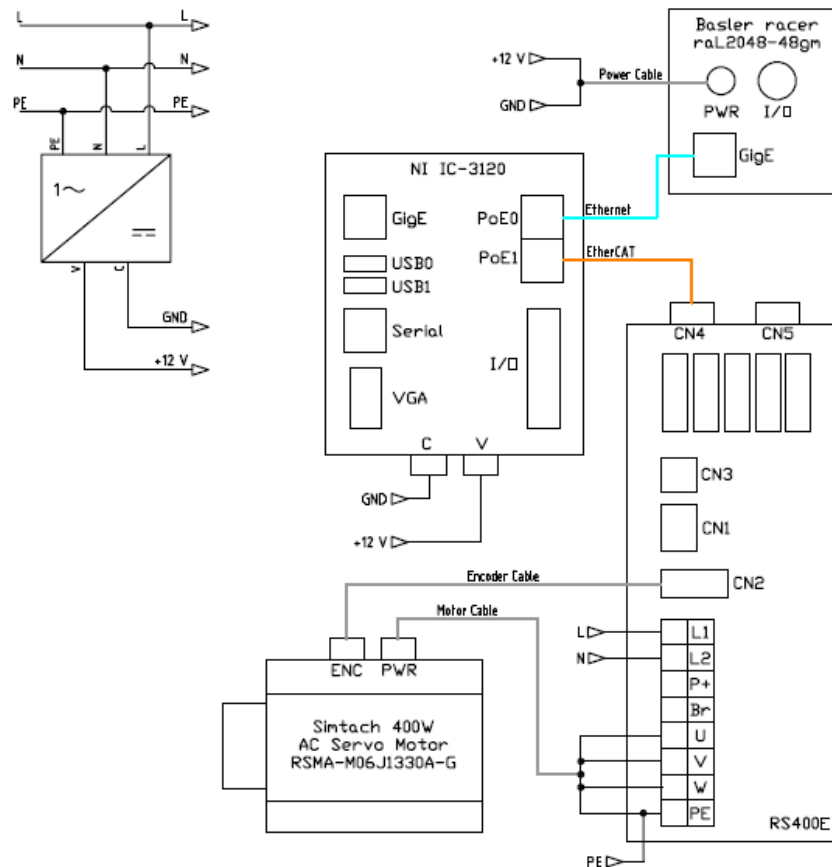 L
L
N
N
PE
PE
PE
N
L
1~
V
C
GND
+12 V
Basler racer
raL2048-48gm
+12 V
Power Cable
GND
PWR
I/O
GigE
NI IC-3120
GigE
PoE0
Ethernet
USB0
PoE1
EtherCAT
USB1
Serial
I/O
VGA
C
V
GND
+12 V
CN4
CN5
CN3
CN1
CN2
Encoder Cable
Motor Cable
ENC
PWR
Simtach 400W
AC Servo Motor
RSMA-M06J1330A-G
L
L1
N
L2
P+
Br
U
V
W
PE
PE
RS400E